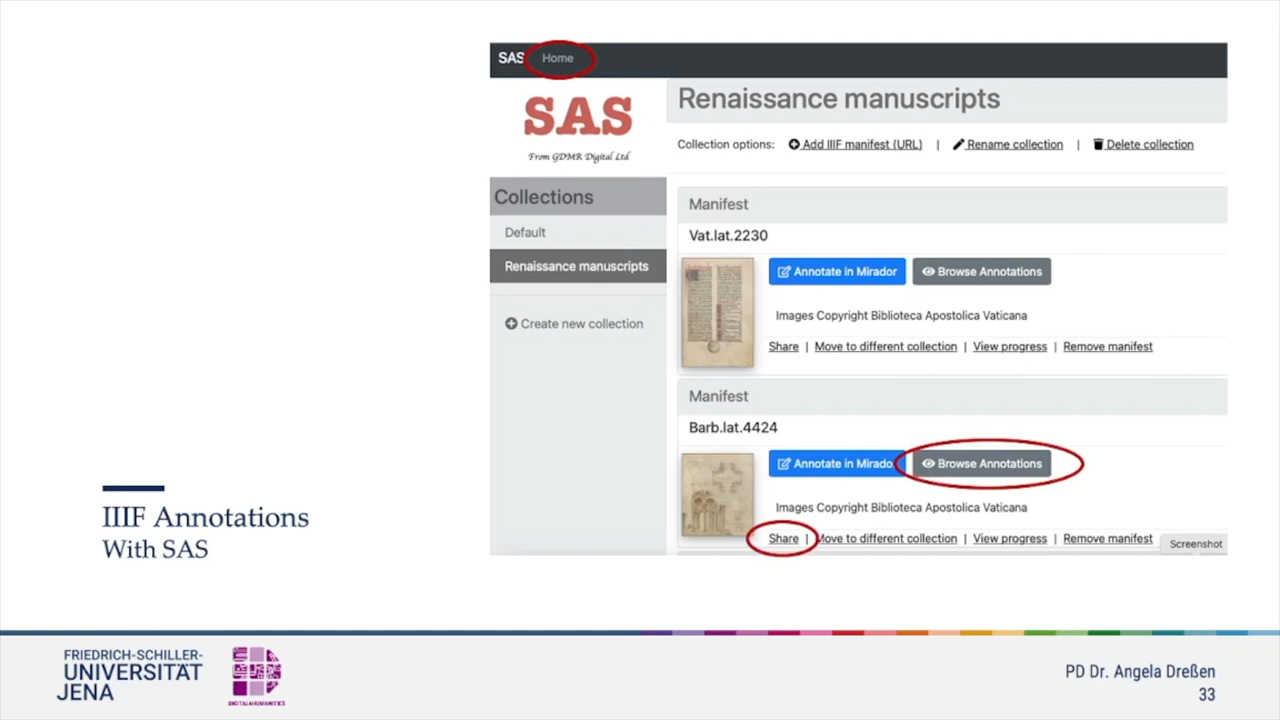 SAS Home
SAS
From GDMR Digital Ltd
Collections
Default
Renaissance manuscripts
Create new collection
Renaissance manuscripts
Collection options: Add IIIF manifest (URL) | Rename collection | Delete collection
Manifest
Vat.lat.2230
Annotate in Mirador Browse Annotations
Images Copyright Biblioteca Apostolica Vaticana
Share | Move to different collection | View progress | Remove manifest
Manifest
Barb.lat.4424
Annotate in Mirado Browse Annotations
Images Copyright Biblioteca Apostolica Vaticana
Share | Move to different collection | View progress | Remove manifest
Screenshot
IIIF Annotations
With SAS
FRIEDRICH-SCHILLER-
UNIVERSITÄT
JENA
DIGITAL HUMANITIES
PD Dr. Angela Dreßen
33